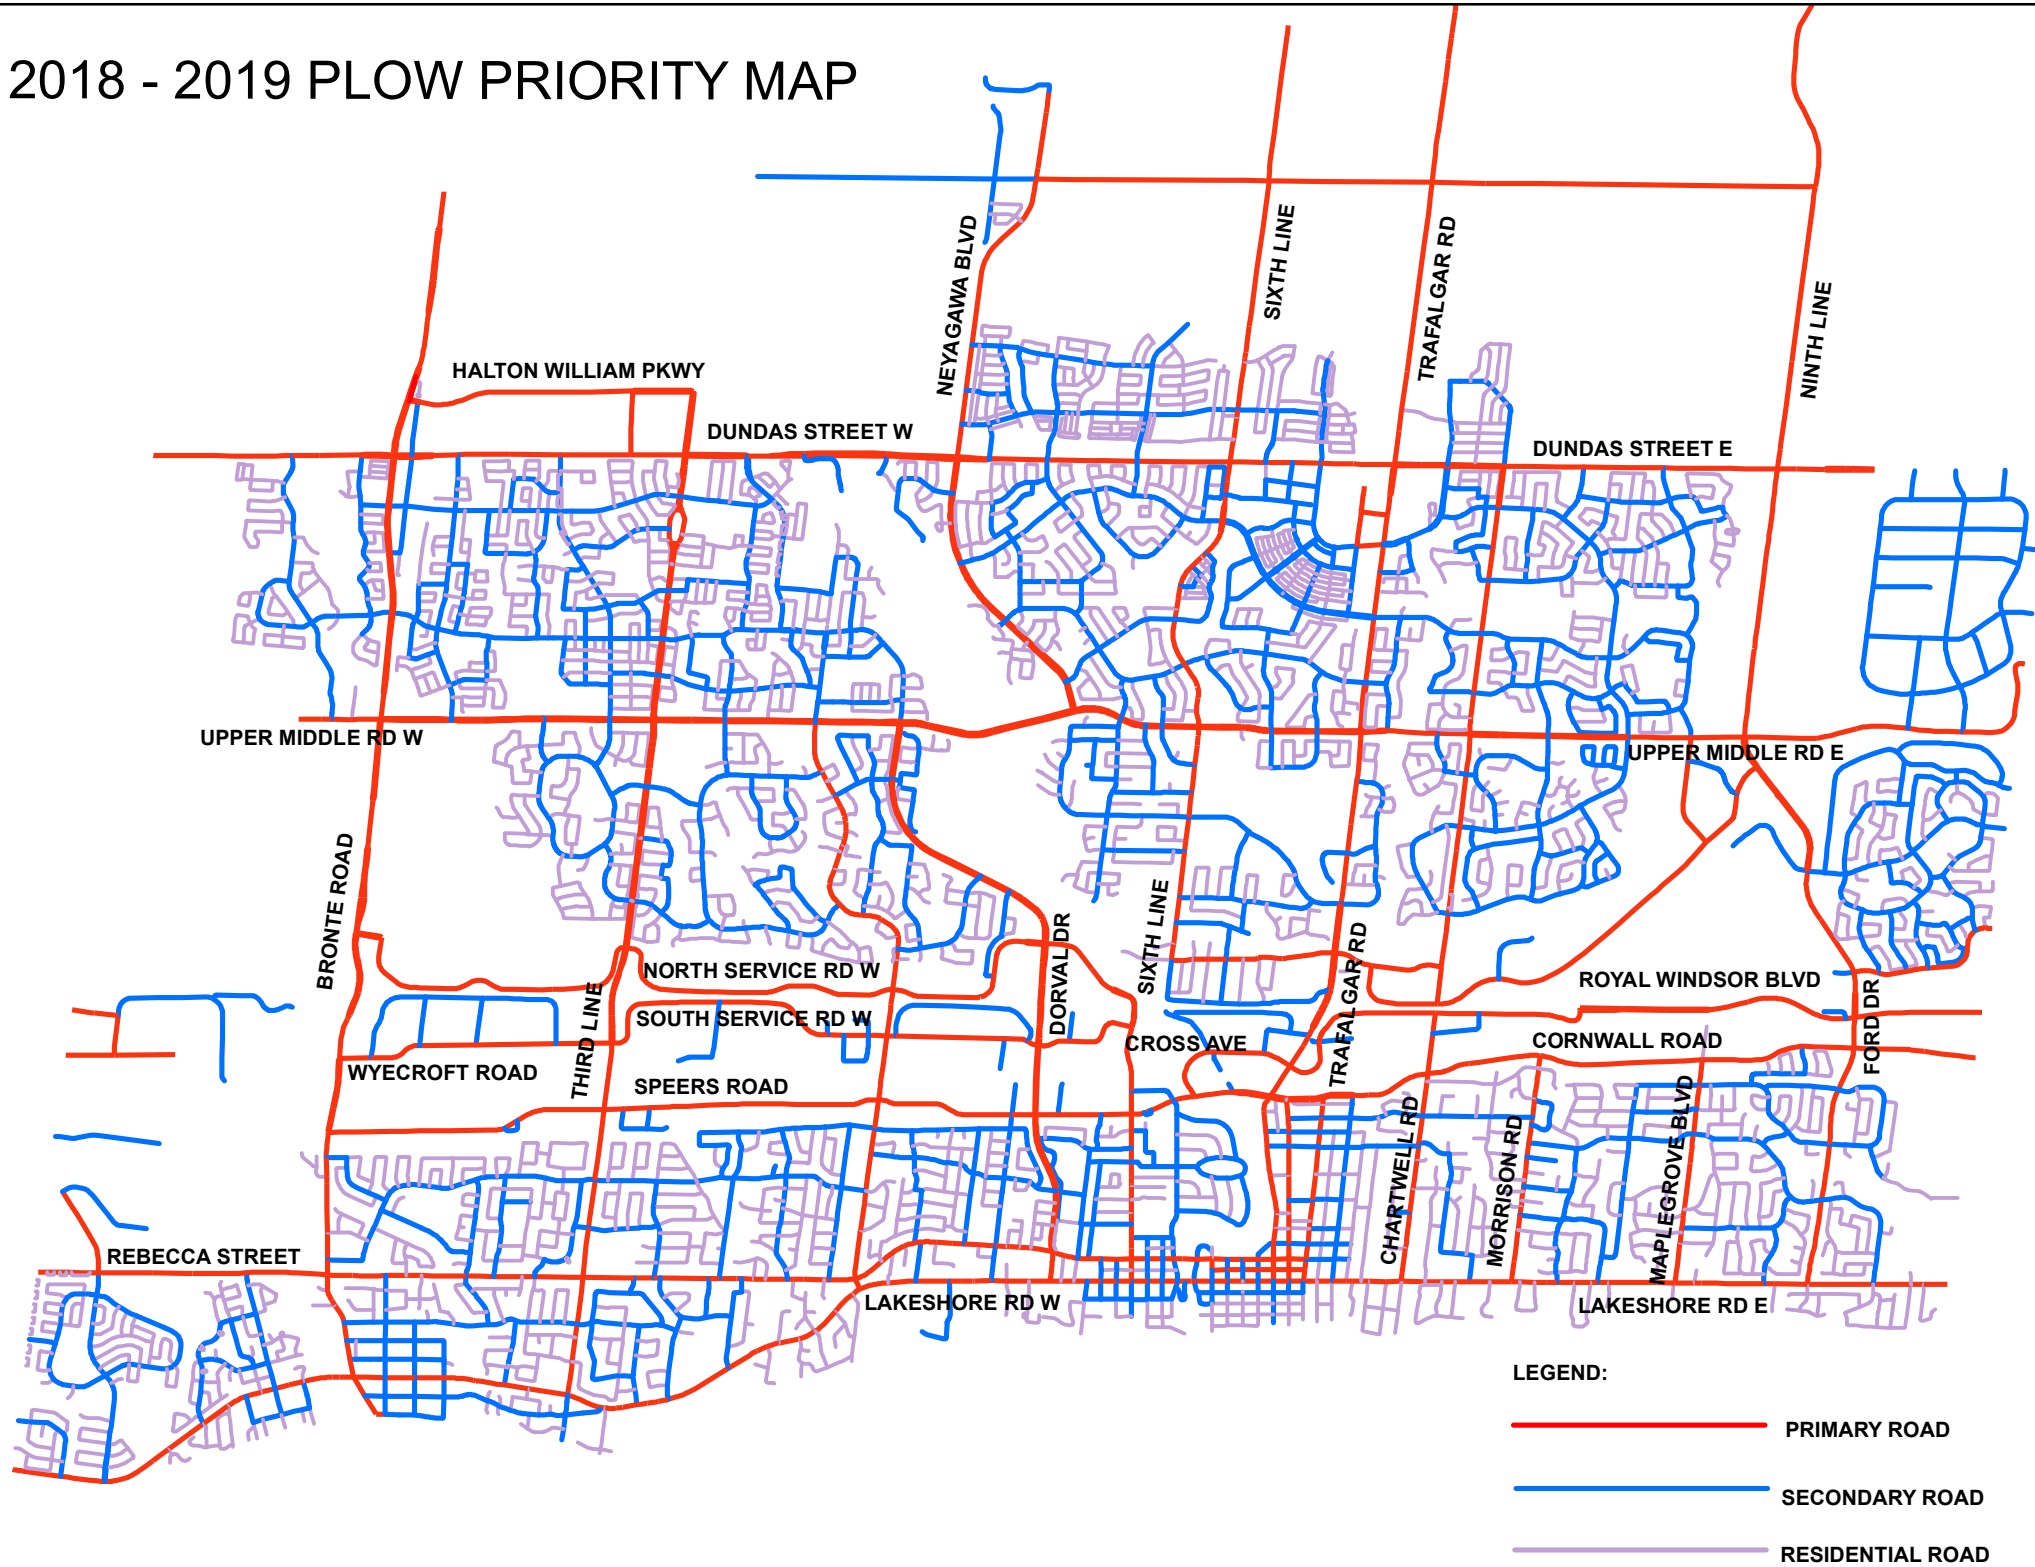 2018 - 2019 PLOW PRIORITY MAP
NEYAGAWA BLVD
SIXTH LINE
TRAFALGAR RD
NINTH LINE
HALTON WILLIAM PKWY
DUNDAS STREET W
DUNDAS STREET E
UPPER MIDDLE RD W
UPPER MIDDLE RD E
BRONTE ROAD
THIRD LINE
NORTH SERVICE RD W
SOUTH SERVICE RD W
DORVAL DR
SIXTH LINE
TRAFALGAR RD
ROYAL WINDSOR BLVD
FORD DR
CROSS AVE
CORNWALL ROAD
WYECROFT ROAD
SPEERS ROAD
CHARTWELL RD
MORRISON RD
MAPLEGROVE BLVD
REBECCA STREET
LAKESHORE RD W
LAKESHORE RD E
LEGEND:
PRIMARY ROAD
SECONDARY ROAD
RESIDENTIAL ROAD